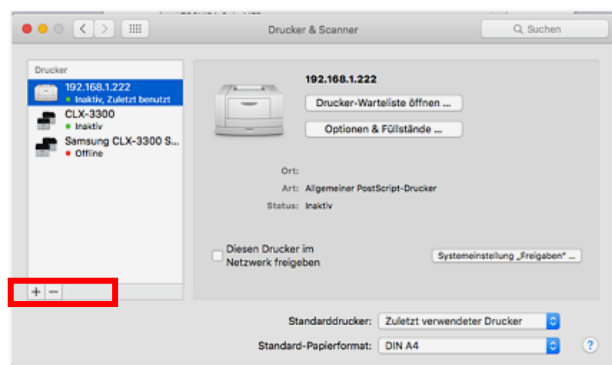 Drucker & Scanner
Suchen
Drucker
192.168.1.222
Inaktiv, Zuletzt benutzt
CLX-3300
Inaktiv
Samsung CLX-3300 S...
Offline
+ −
192.168.1.222
Drucker-Warteliste öffnen ...
Optionen & Füllstände ...
Ort:
Art: Allgemeiner PostScript-Drucker
Status: Inaktiv
Diesen Drucker im
Netzwerk freigeben
Systemeinstellung „Freigaben“ ...
Standarddrucker: Zuletzt verwendeter Drucker
Standard-Papierformat: DIN A4
?